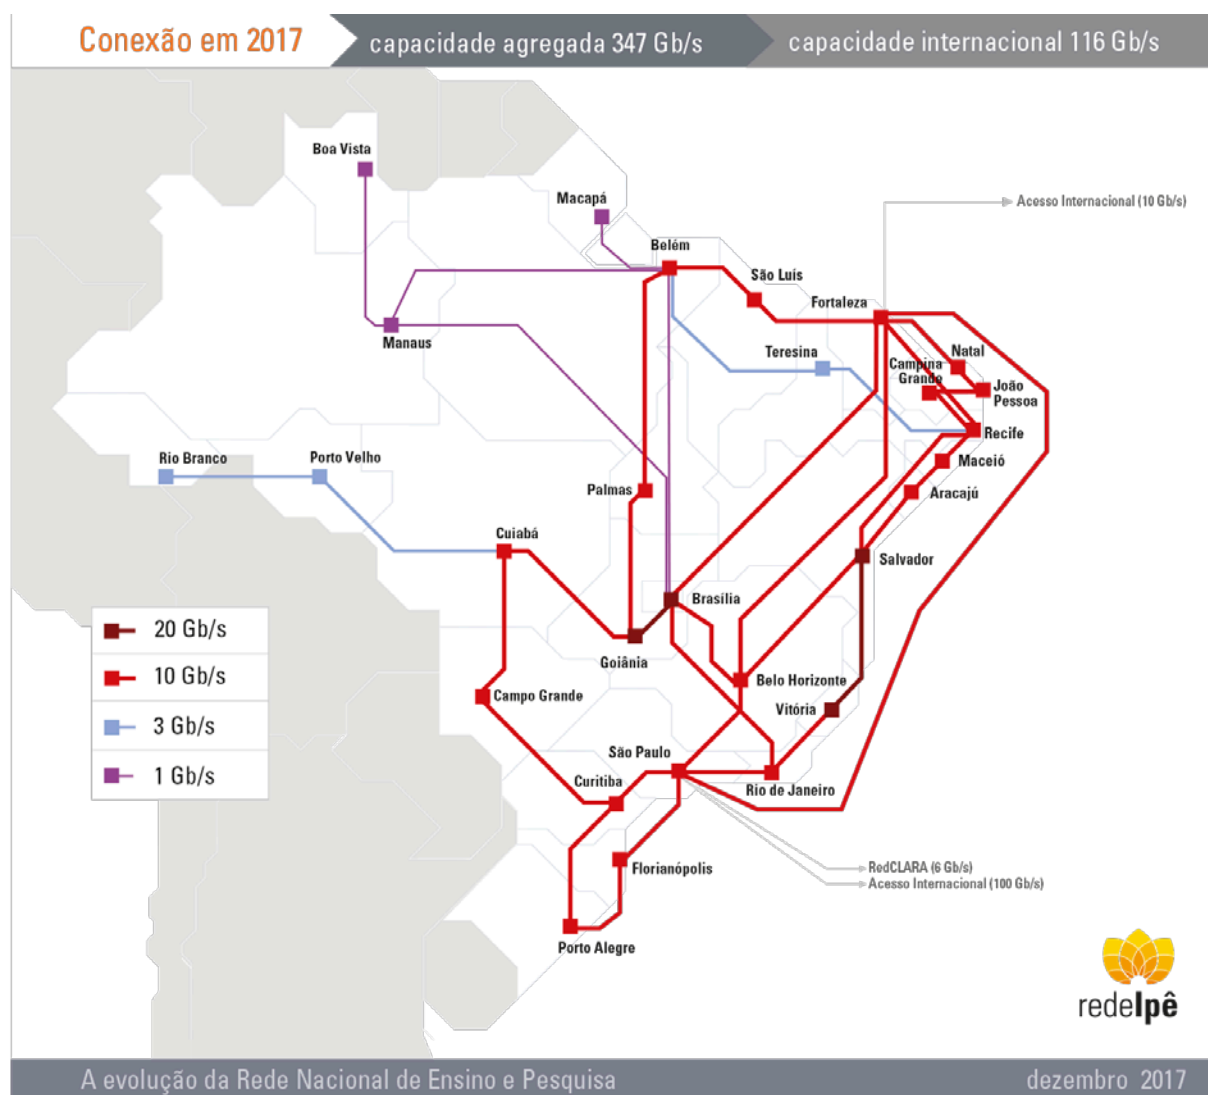 Conexão em 2017
capacidade agregada 347 Gb/s
capacidade internacional 116 Gb/s
Boa Vista
Macapá
Acesso Internacional (10 Gb/s)
Belém
São Luís
Fortaleza
Manaus
Teresina
Natal
Campina
Grande
João
Pessoa
Recife
Rio Branco
Porto Velho
Maceió
Palmas
Aracajú
Cuiabá
Salvador
Brasília
20 Gb/s
Goiânia
10 Gb/s
Belo Horizonte
Campo Grande
Vitória
3 Gb/s
São Paulo
1 Gb/s
Curitiba
Rio de Janeiro
Florianópolis
RedCLARA (6 Gb/s)
Acesso Internacional (100 Gb/s)
Porto Alegre
redeIpê
A evolução da Rede Nacional de Ensino e Pesquisa
dezembro 2017